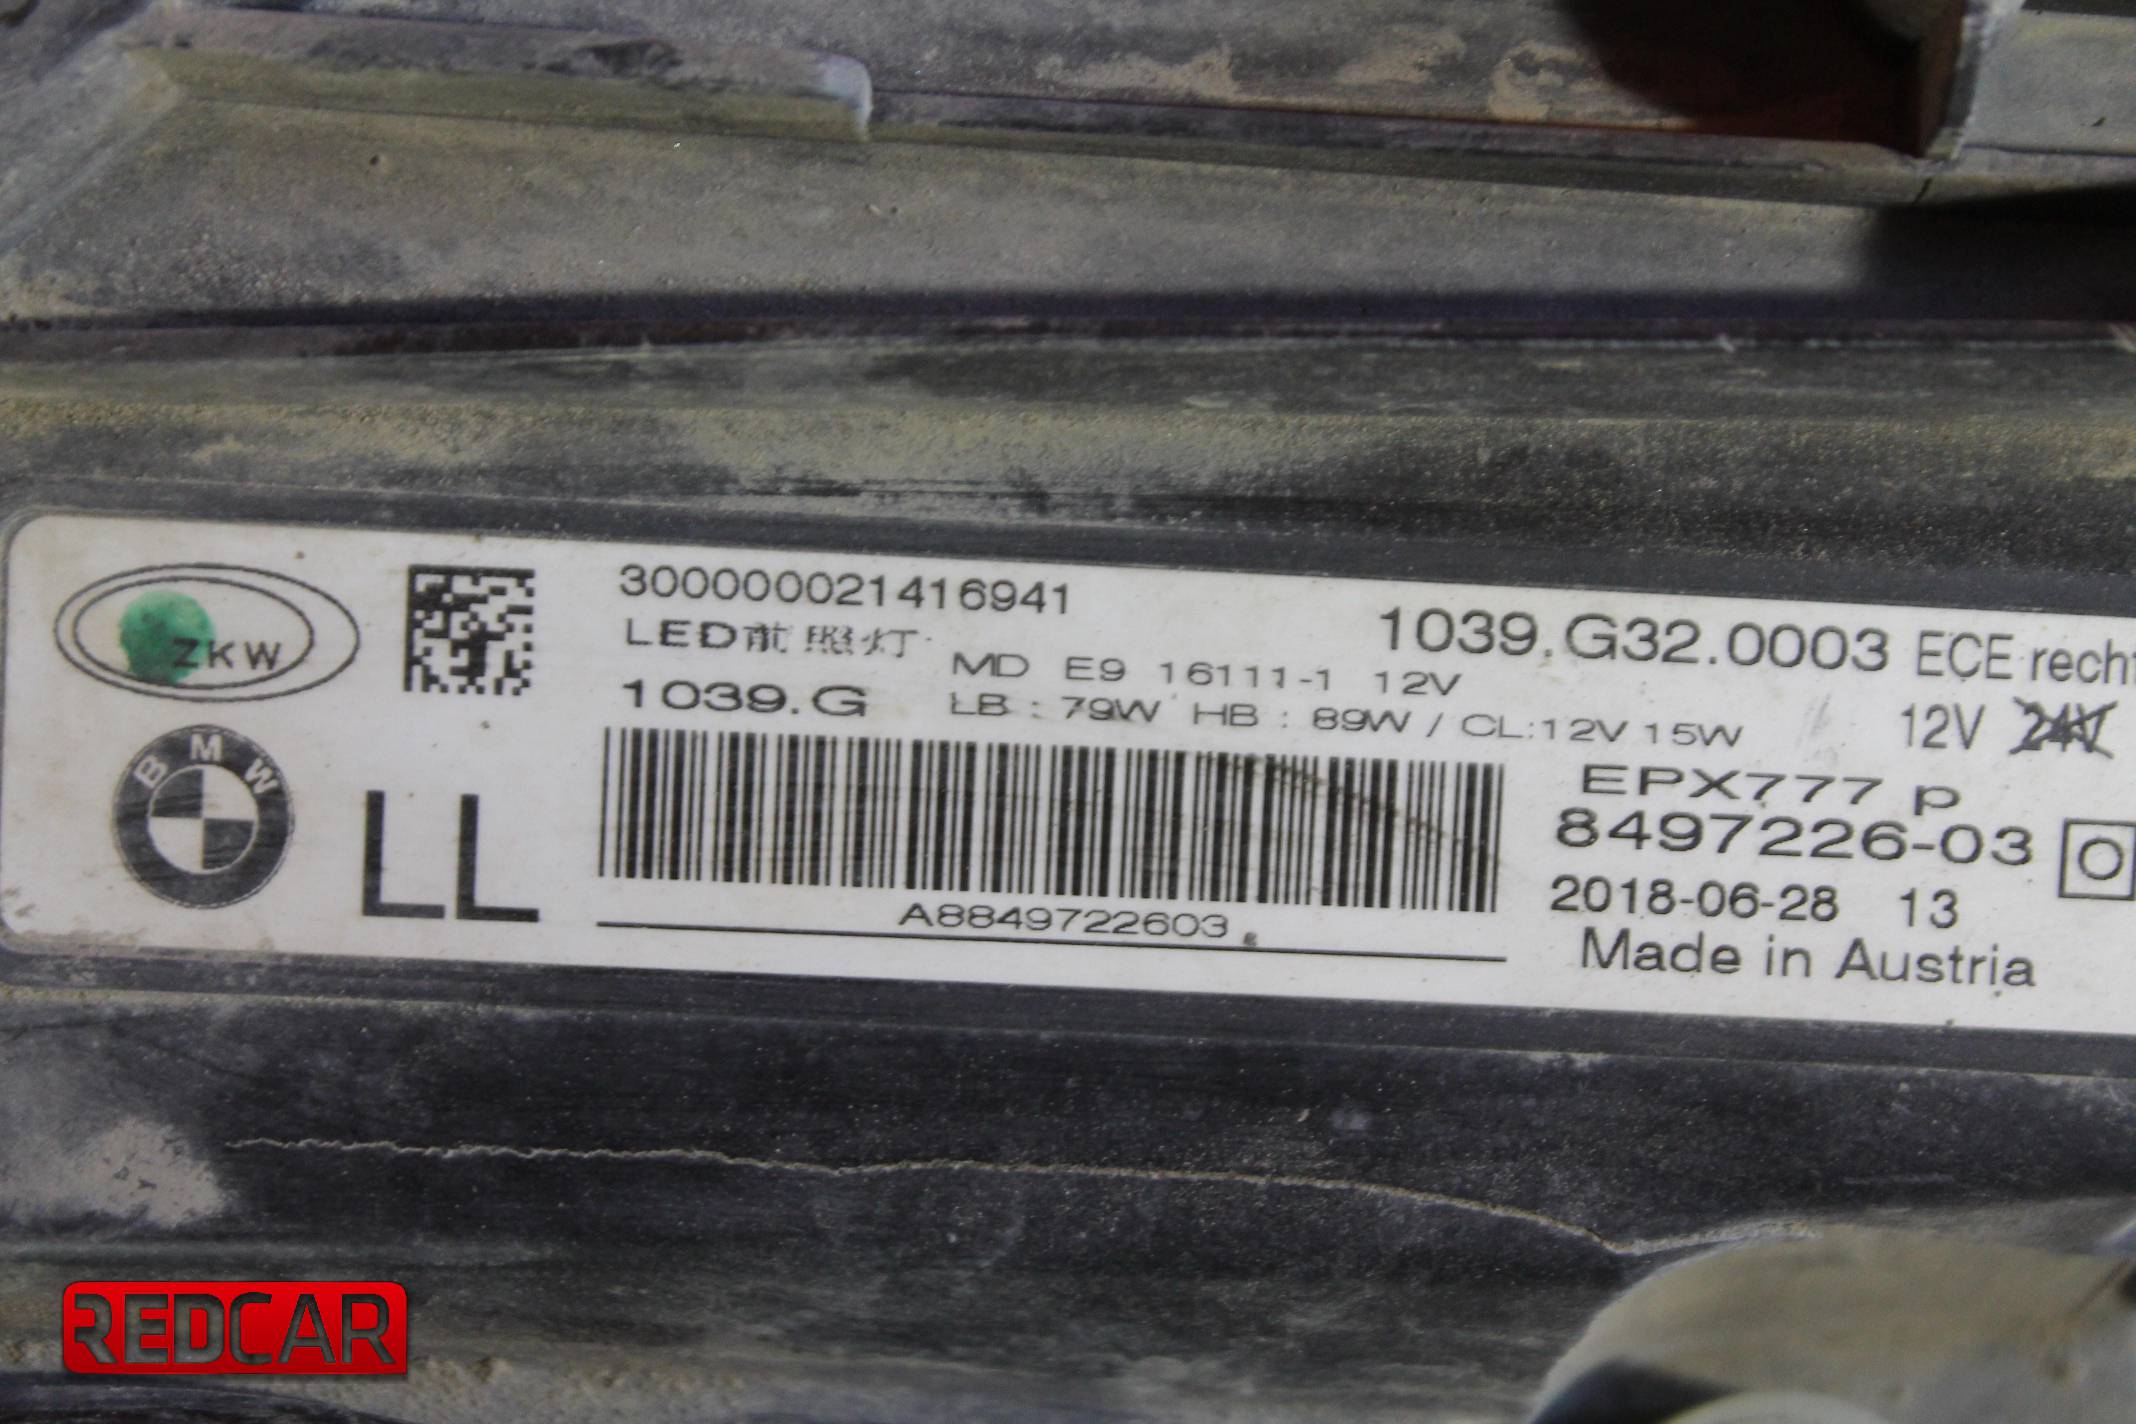 ZKW
BMW
LL
300000021416941
LED前照灯
MD E9 16111-1 12V
1039.G
LB : 79W HB : 89W / CL:12V 15W
A8849722603
1039.G32.0003 ECE recht
12V 24V
EPX777 p
8497226-03
2018-06-28 13
Made in Austria
REDCAR